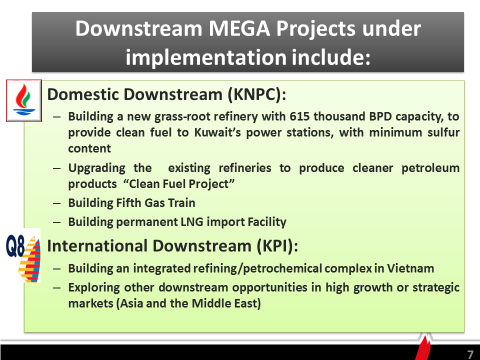 Downstream MEGA Projects under
implementation include:
Domestic Downstream (KNPC):
– Building a new grass-root refinery with 615 thousand BPD capacity, to
provide clean fuel to Kuwait's power stations, with minimum sulfur
content
– Upgrading the existing refineries to produce cleaner petroleum
products "Clean Fuel Project"
– Building Fifth Gas Train
– Building permanent LNG import Facility
Q8
International Downstream (KPI):
– Building an integrated refining/petrochemical complex in Vietnam
– Exploring other downstream opportunities in high growth or strategic
markets (Asia and the Middle East)
7